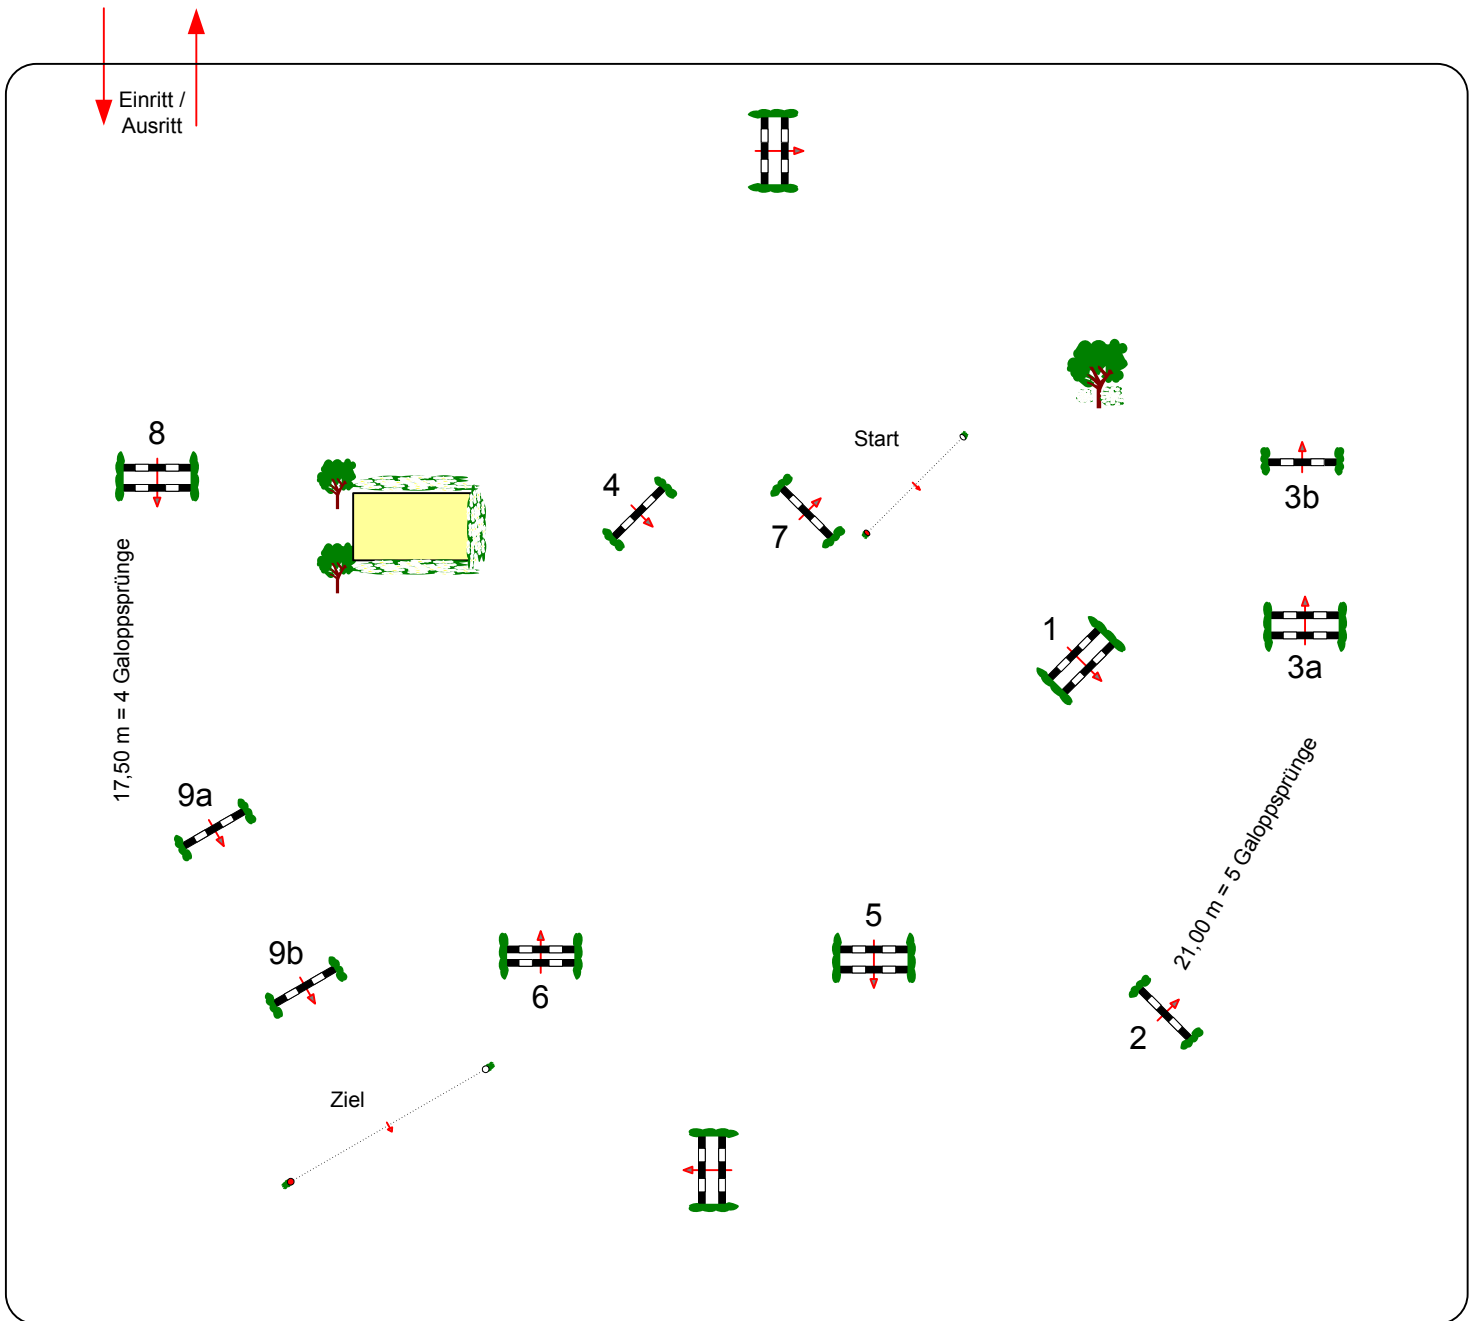 Einritt /
Ausritt
8
4
Start
7
3b
1
3a
17,50 m = 4 Galoppsprünge
9a
21,00 m = 5 Galoppsprünge
5
9b
6
2
Ziel